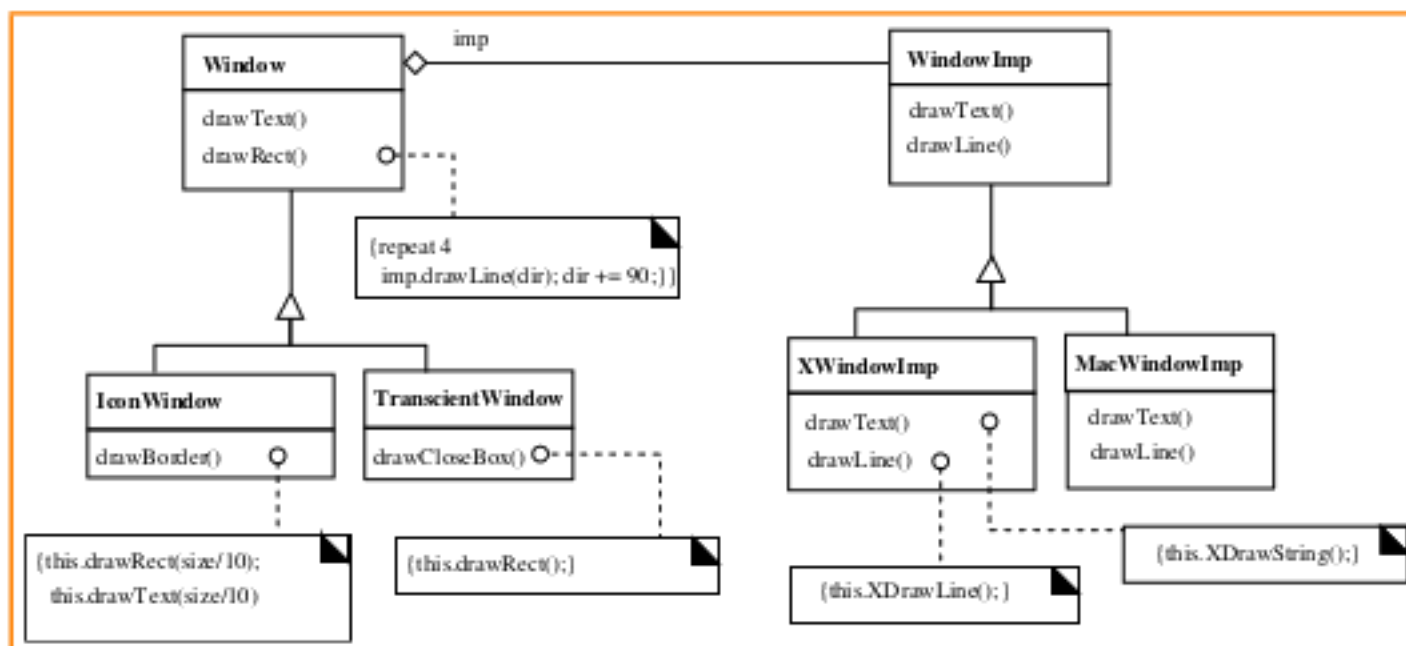 imp
Window
drawText()
drawRect()
WindowImp
drawText()
drawLine()
{repeat 4
imp.drawLine(dir); dir += 90;}}
IconWindow
drawBorder()
TranscientWindow
drawCloseBox()
XWindowImp
drawText()
drawLine()
MacWindowImp
drawText()
drawLine()
{this.drawRect(size/10);
this.drawText(size/10)
{this.drawRect();}
{this.XDrawLine(); }
{this.XDrawString();}